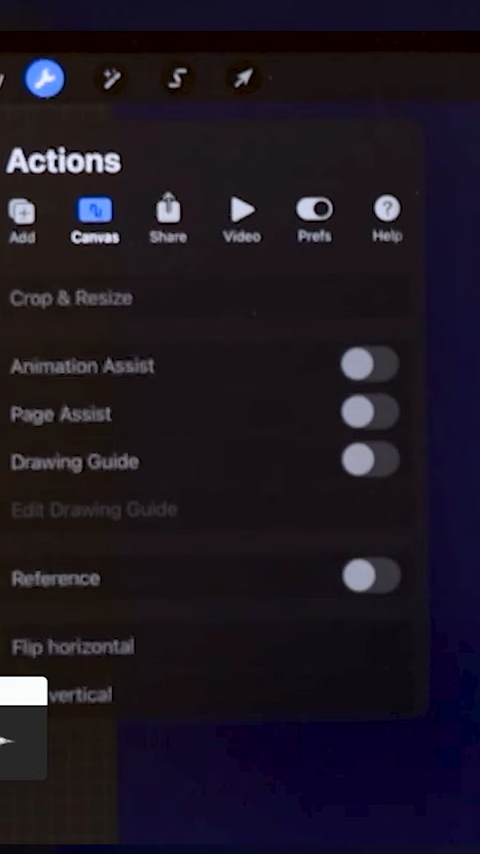 Actions
Add Canvas Share Video Prefs Help
Crop & Resize
Animation Assist
Page Assist
Drawing Guide
Edit Drawing Guide
Reference
Flip horizontal
vertical